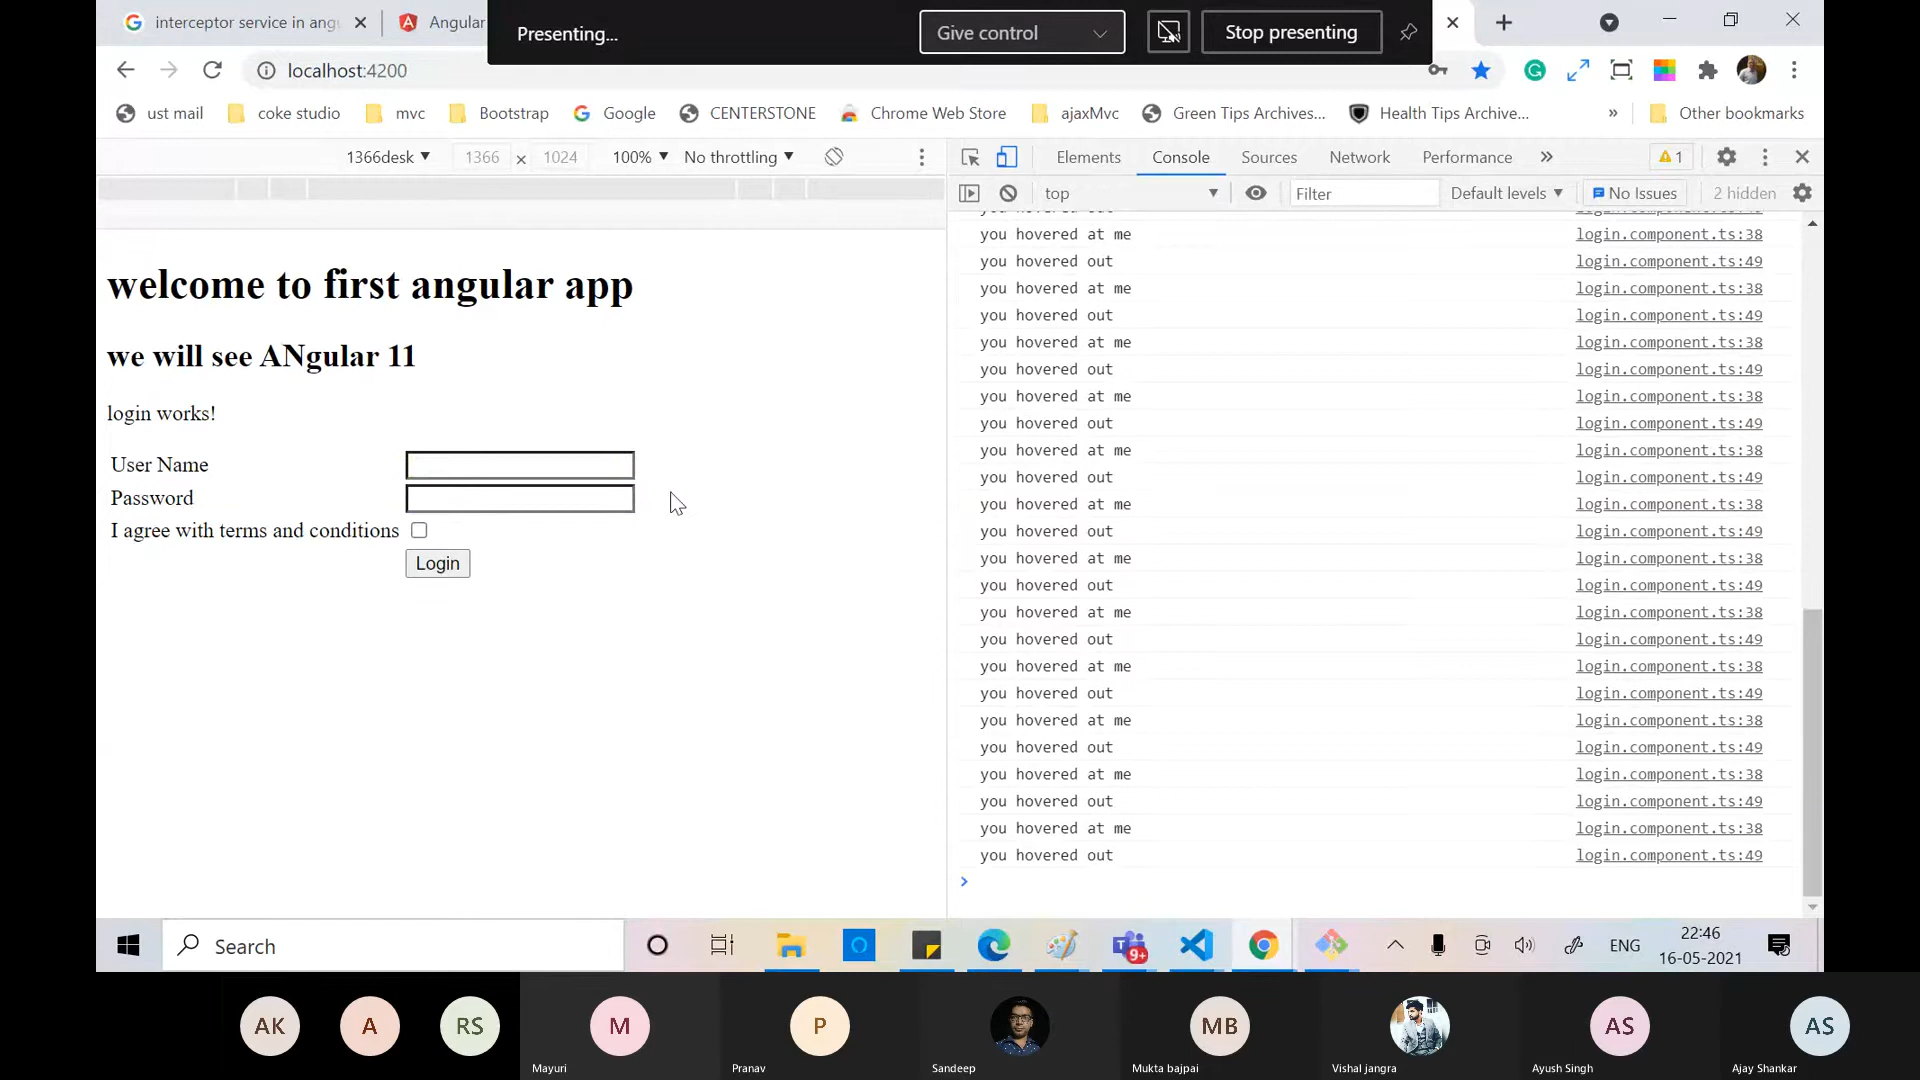 interceptor service in ang
Angular
Presenting...
Give control
Stop presenting
localhost:4200
ust mail
coke studio
mvc
Bootstrap
Google
CENTERSTONE
Chrome Web Store
ajaxMvc
Green Tips Archives...
Health Tips Archive...
»
Other bookmarks
1366desk
1366 × 1024
100%
No throttling
Elements
Console
Sources
Network
Performance
»
1
top
Filter
Default levels
No Issues
2 hidden
welcome to first angular app
we will see ANgular 11
login works!
User Name
Password
I agree with terms and conditions
Login
you hovered out
you hovered at me login.component.ts:38
you hovered out login.component.ts:49
you hovered at me login.component.ts:38
you hovered out login.component.ts:49
you hovered at me login.component.ts:38
you hovered out login.component.ts:49
you hovered at me login.component.ts:38
you hovered out login.component.ts:49
you hovered at me login.component.ts:38
you hovered out login.component.ts:49
you hovered at me login.component.ts:38
you hovered out login.component.ts:49
you hovered at me login.component.ts:38
you hovered out login.component.ts:49
you hovered at me login.component.ts:38
you hovered out login.component.ts:49
you hovered at me login.component.ts:38
you hovered out login.component.ts:49
you hovered at me login.component.ts:38
you hovered out login.component.ts:49
you hovered at me login.component.ts:38
you hovered out login.component.ts:49
you hovered at me login.component.ts:38
you hovered out login.component.ts:49
>
Search
9+
ENG
22:46
16-05-2021
AK
A
RS
M
Mayuri
P
Pranav
Sandeep
MB
Mukta bajpai
Vishal jangra
AS
Ayush Singh
AS
Ajay Shankar